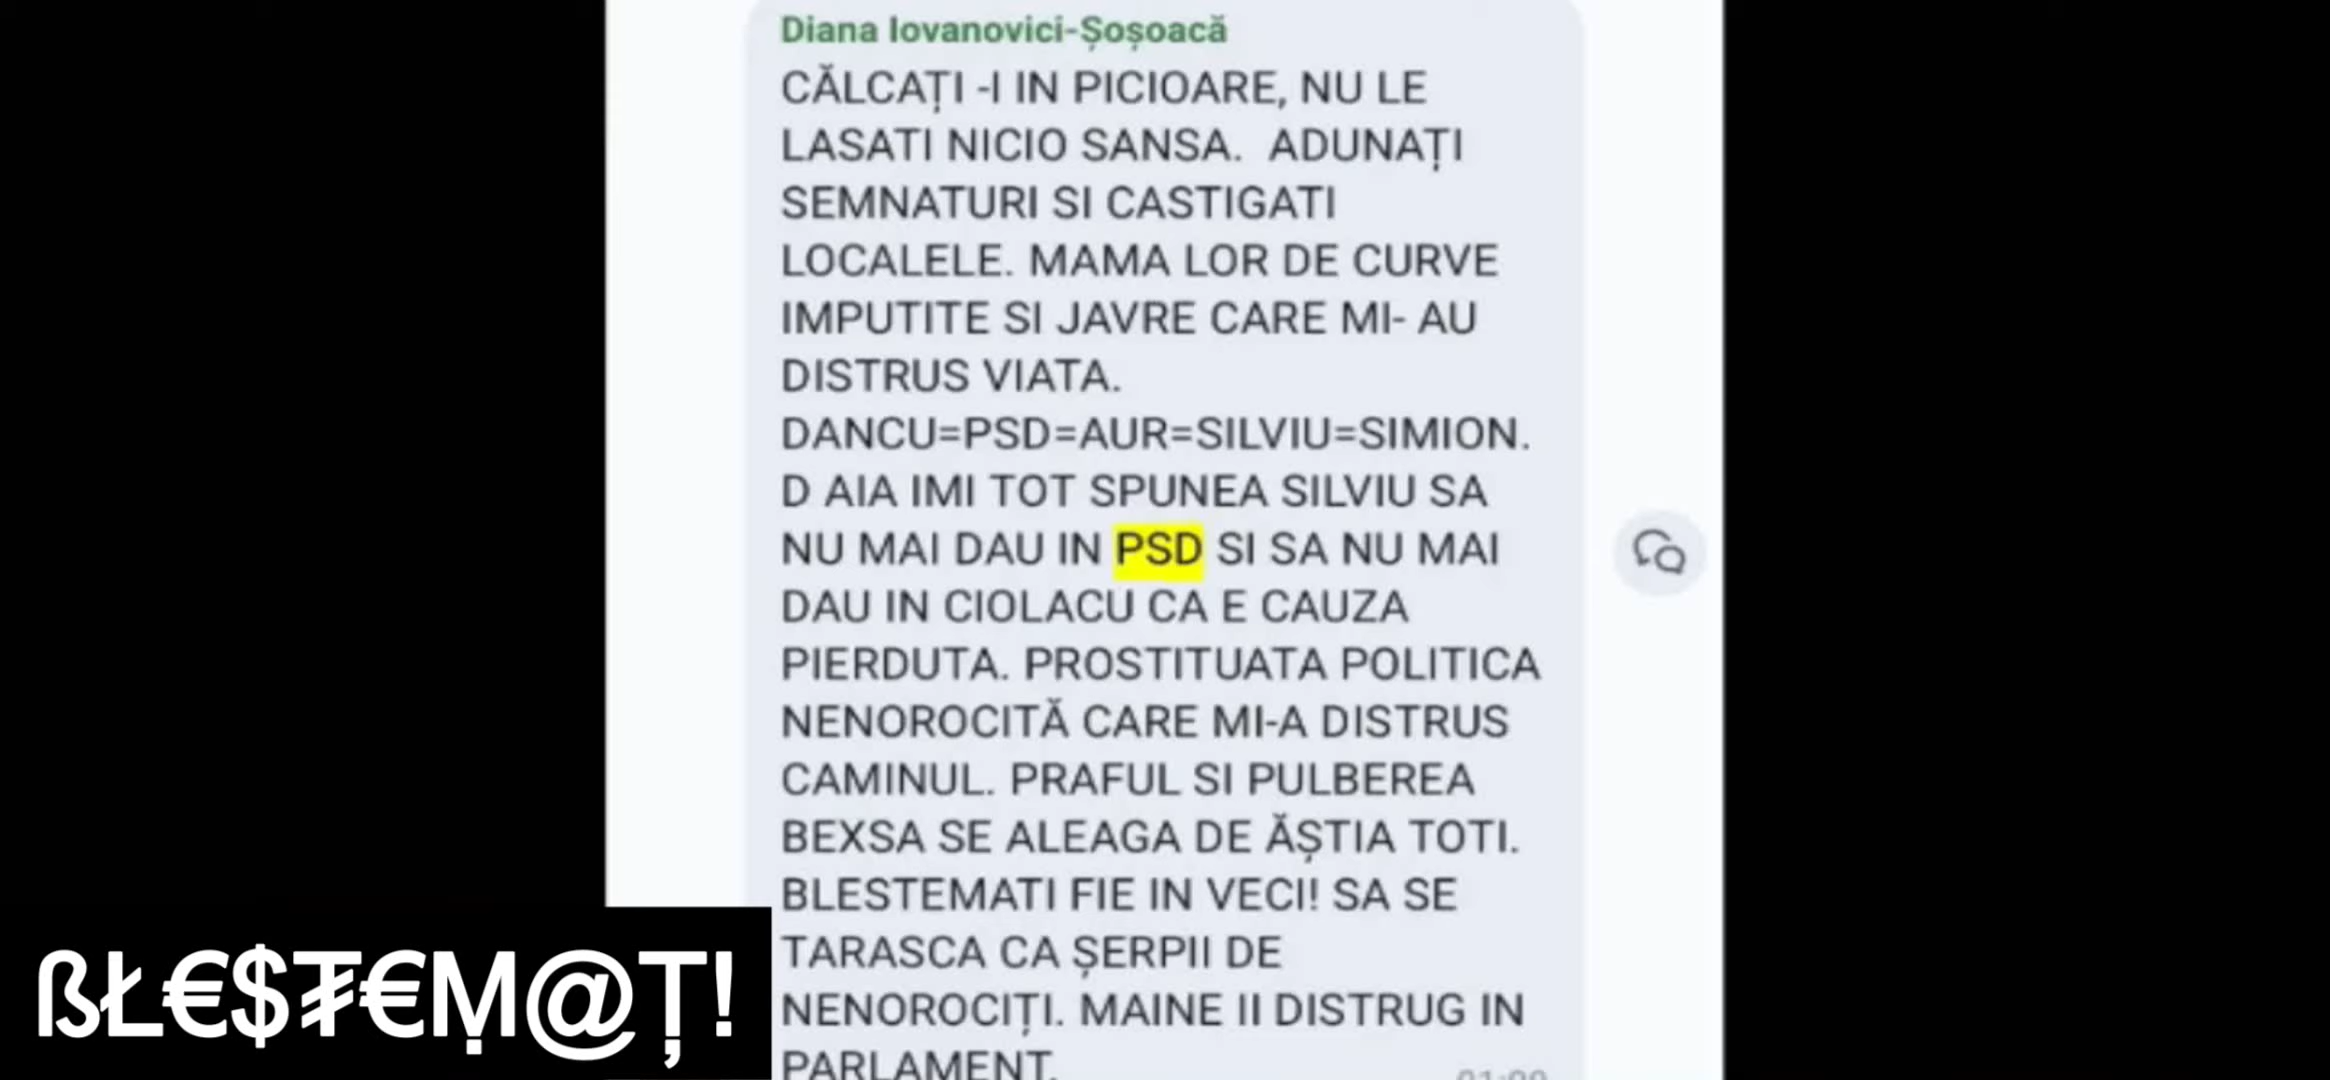 Diana Iovanovici-Șoșoacă
CĂLCAȚI -I IN PICIOARE, NU LE
LASATI NICIO SANSA.  ADUNAȚI
SEMNATURI SI CASTIGATI
LOCALELE. MAMA LOR DE CURVE
IMPUTITE SI JAVRE CARE MI- AU
DISTRUS VIATA.
DANCU=PSD=AUR=SILVIU=SIMION.
D AIA IMI TOT SPUNEA SILVIU SA
NU MAI DAU IN PSD SI SA NU MAI
DAU IN CIOLACU CA E CAUZA
PIERDUTA. PROSTITUATA POLITICA
NENOROCITĂ CARE MI-A DISTRUS
CAMINUL. PRAFUL SI PULBEREA
BEXSA SE ALEAGA DE ĂȘTIA TOTI.
BLESTEMATI FIE IN VECI! SA SE
TARASCA CA ȘERPII DE
NENOROCIȚI. MAINE II DISTRUG IN
PARLAMENT.
ßŁ€$₮€M@Ț!